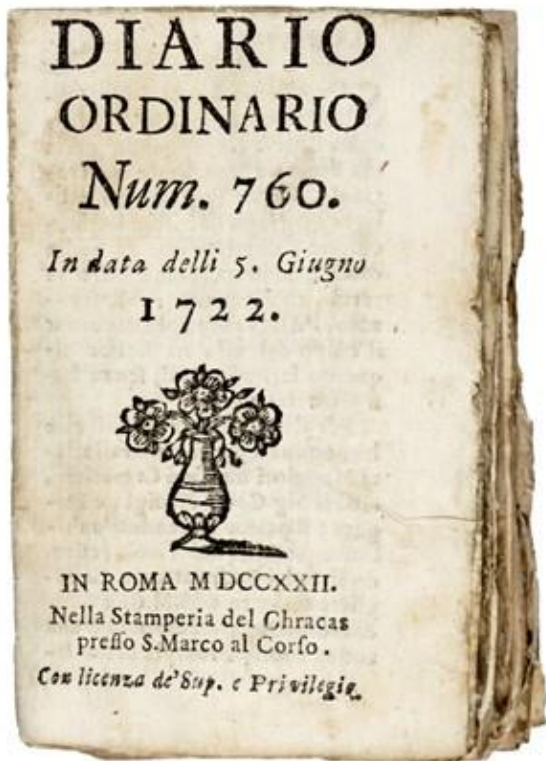 DIARIO
ORDINARIO
Num. 760.
In data delli 5. Giugno
1722.
IN ROMA MDCCXXII.
Nella Stamperia del Chracas
presſo S.Marco al Corſo.
Con licenza de' Sup. e Privilegio